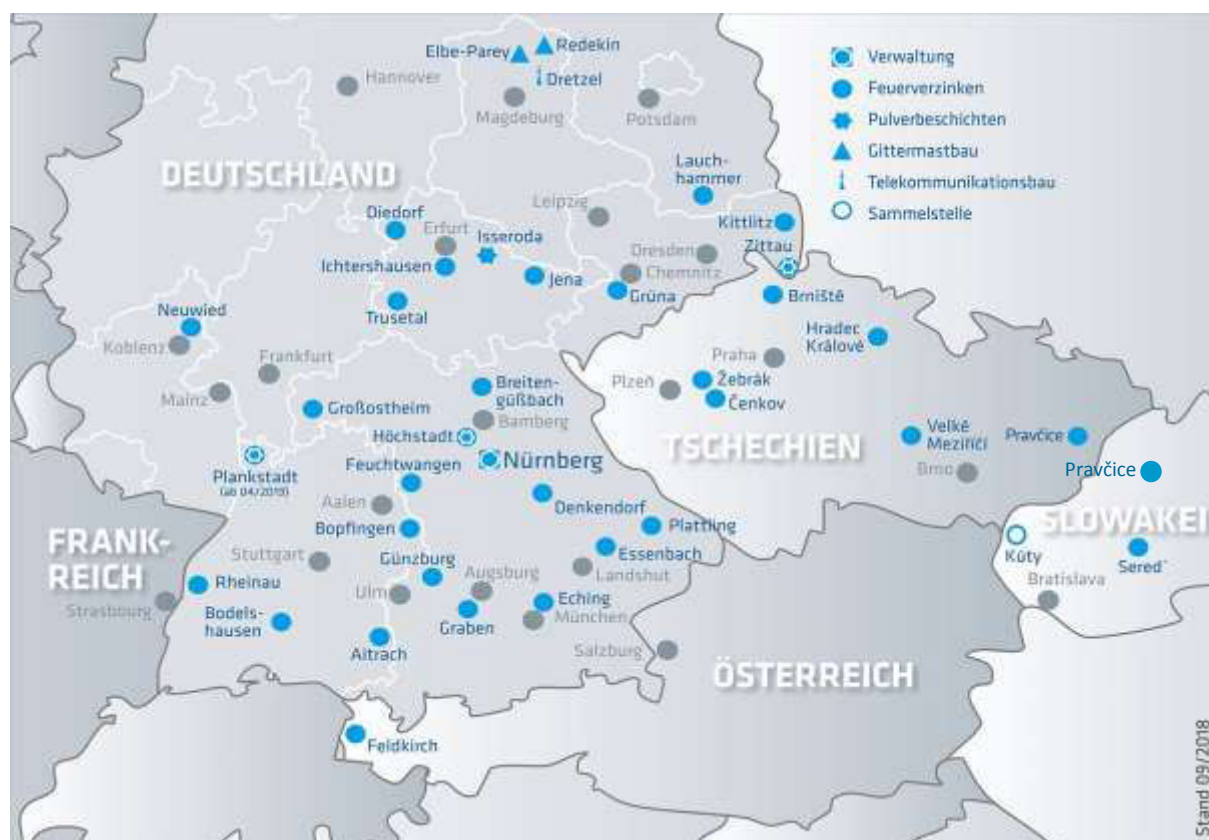 Redekin
Elbe-Parey
Dretzel
Hannover
Magdeburg
Potsdam
Verwaltung
Feuerverzinken
Pulverbeschichten
Gittermastbau
Telekommunikationsbau
Sammelstelle
DEUTSCHLAND
Lauch-
hammer
Leipzig
Kittlitz
Diedorf
Erfurt
Isseroda
Dresden
Zittau
Ichtershausen
Jena
Chemnitz
Grüna
Brniště
Trusetal
Neuwied
Koblenz
Hradec
Králové
Frankfurt
Praha
Mainz
Breiten-
güßbach
Plzeň
Žebrák
Čenkov
Großostheim
Bamberg
Höchstadt
TSCHECHIEN
Velké
Meziříčí
Pravčice
Nürnberg
Brno
Pravčice
Plankstadt
(ab 04/2019)
Feuchtwangen
Aalen
Denkendorf
Bopfingen
Plattling
SLOWAKEI
FRANK-
REICH
Stuttgart
Günzburg
Essenbach
Kúty
Sered'
Rheinau
Ulm
Augsburg
Landshut
Bratislava
Strasbourg
Bodels-
hausen
Graben
Eching
München
Aitrach
Salzburg
ÖSTERREICH
Feldkirch
Stand 09/2018